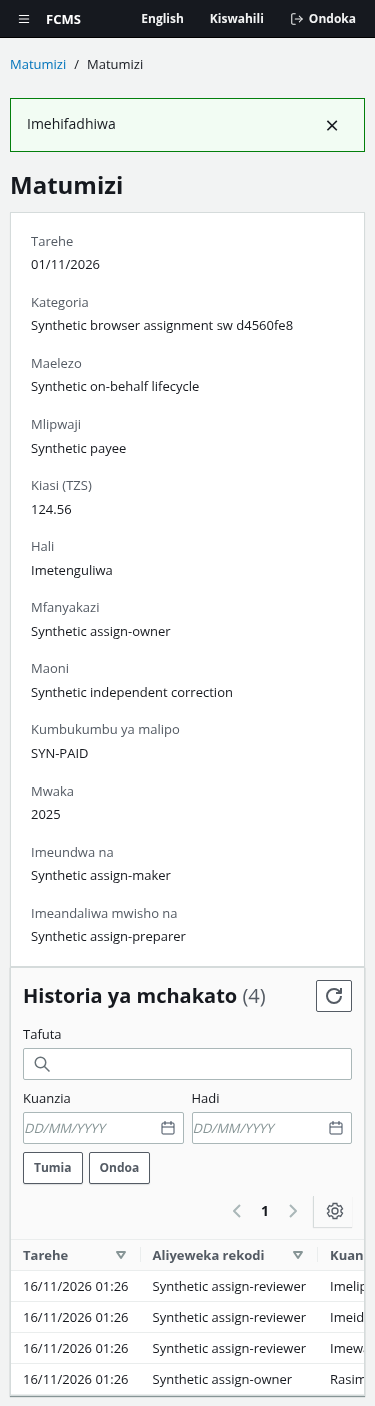 FCMS English Kiswahili Ondoka
Matumizi / Matumizi
Imehifadhiwa
Matumizi
Tarehe
01/11/2026
Kategoria
Synthetic browser assignment sw d4560fe8
Maelezo
Synthetic on-behalf lifecycle
Mlipwaji
Synthetic payee
Kiasi (TZS)
124.56
Hali
Imetenguliwa
Mfanyakazi
Synthetic assign-owner
Maoni
Synthetic independent correction
Kumbukumbu ya malipo
SYN-PAID
Mwaka
2025
Imeundwa na
Synthetic assign-maker
Imeandaliwa mwisho na
Synthetic assign-preparer
Historia ya mchakato (4)
Tafuta
Kuanzia Hadi
DD/MM/YYYY DD/MM/YYYY
Tumia Ondoa
1
Tarehe Aliyeweka rekodi Kuan
16/11/2026 01:26 Synthetic assign-reviewer
16/11/2026 01:26 Synthetic assign-reviewer Imeid
16/11/2026 01:26 Synthetic assign-reviewer
16/11/2026 01:26 Synthetic assign-owner